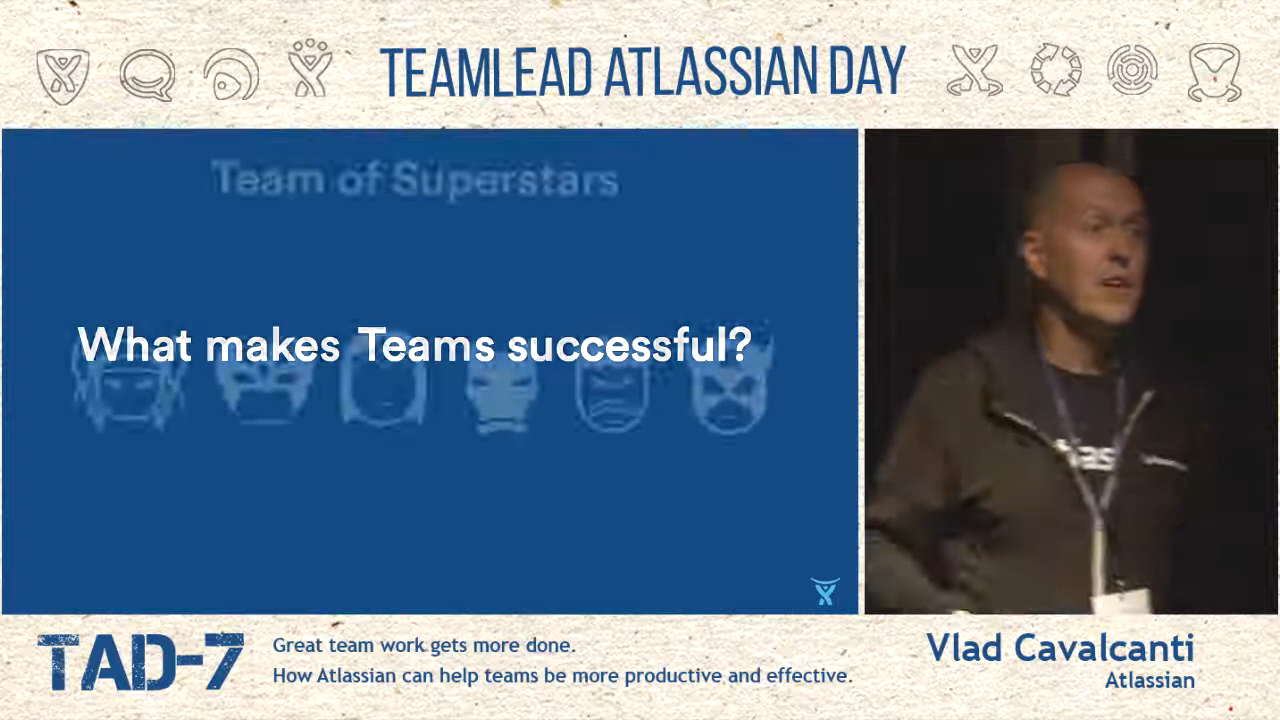 TEAMLEAD ATLASSIAN DAY
Team of Superstars
What makes Teams successful?
TAD-7
Great team work gets more done.
How Atlassian can help teams be more productive and effective.
Vlad Cavalcanti
Atlassian